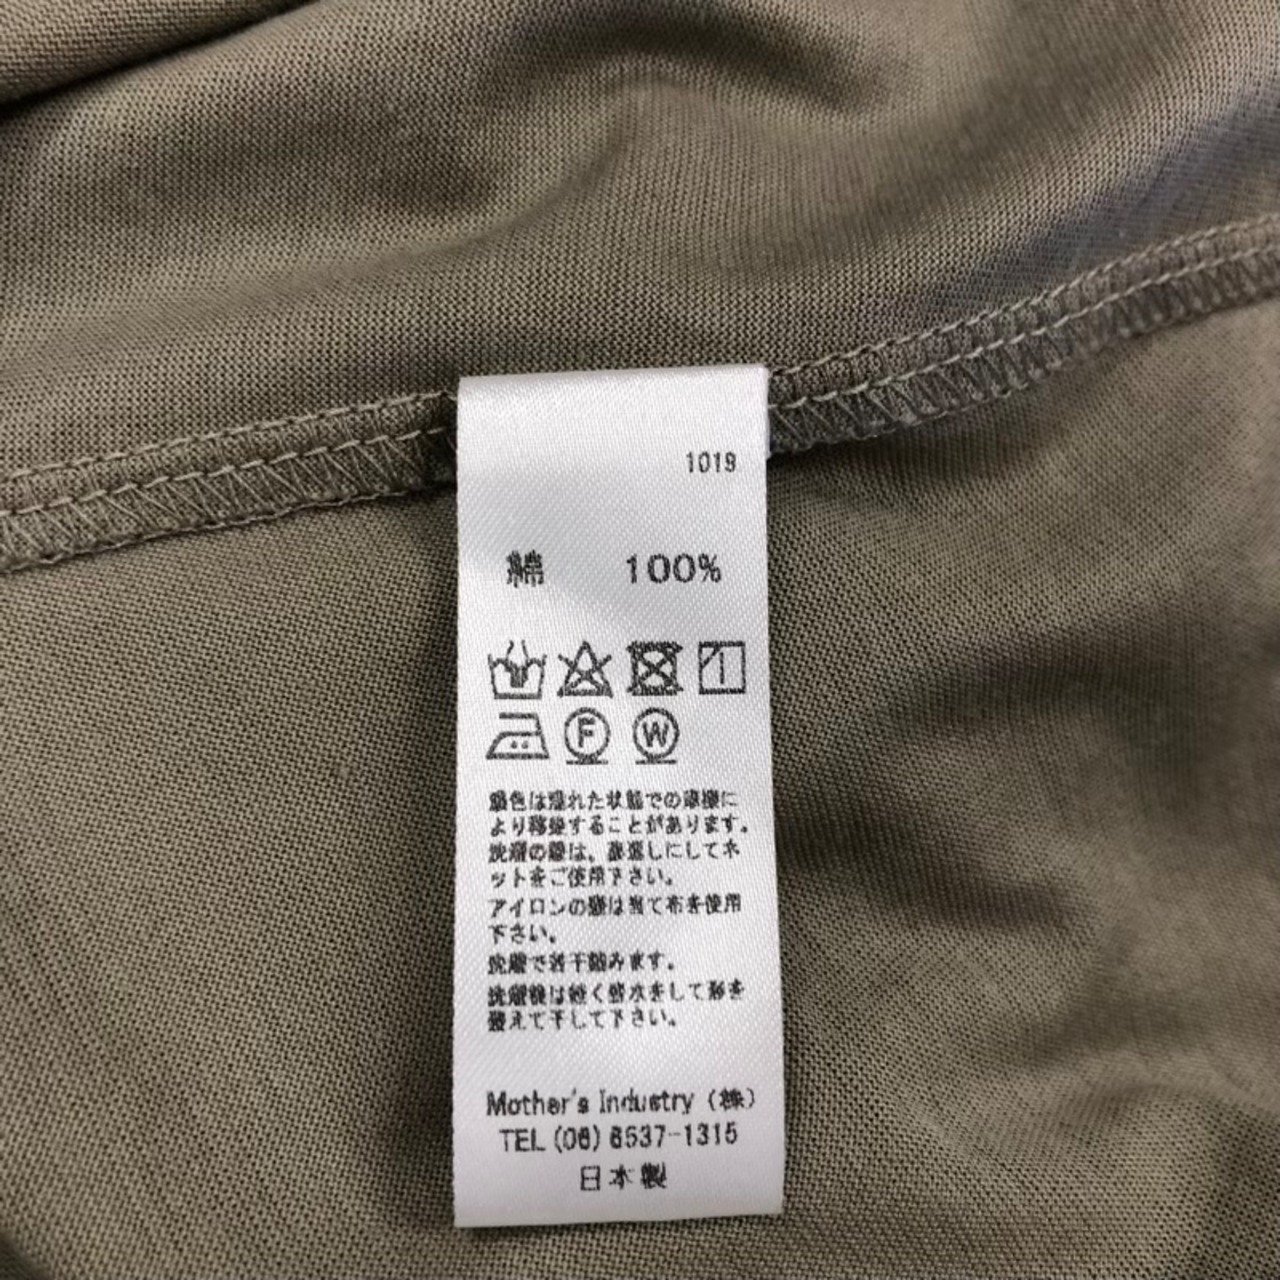 1019
綿 100%
F W
濃色は濡れた状態での摩擦に
より移染することがあります。
洗濯の際は、裏返しにしてネ
ットをご使用下さい。
アイロンの際は当て布を使用
下さい。
洗濯で若干縮みます。
洗濯後は軽く脱水をして形を
整えて干して下さい。
Mother's Industry (株)
TEL (06) 6537-1315
日本製